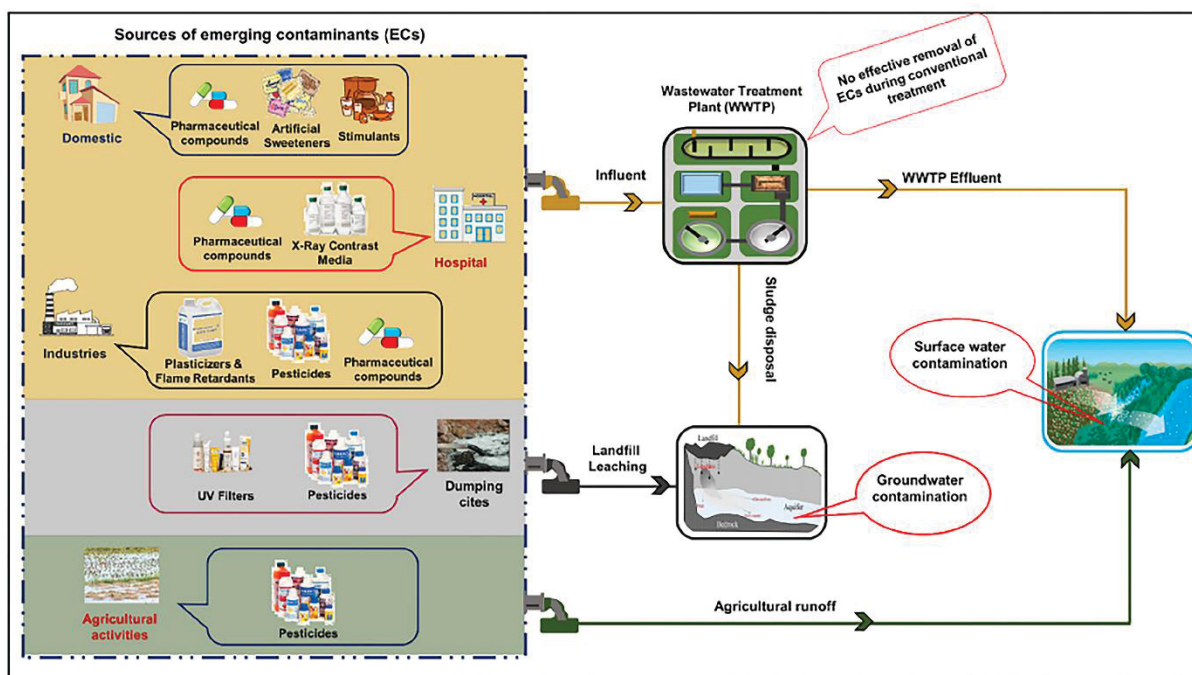 Sources of emerging contaminants (ECs)
Domestic
Pharmaceutical
compounds
Artificial
Sweeteners
Stimulants
Pharmaceutical
compounds
X-Ray Contrast
Media
Hospital
Industries
Plasticizers &
Flame Retardants
Pesticides
Pharmaceutical
compounds
UV Filters
Pesticides
Dumping
cites
Agricultural
activities
Pesticides
Influent
Wastewater Treatment
Plant (WWTP)
No effective removal of
ECs during conventional
treatment
WWTP Effluent
Sludge disposal
Surface water
contamination
Landfill
Leaching
Landfill
Aquifer
Bedrock
Groundwater
contamination
Agricultural runoff